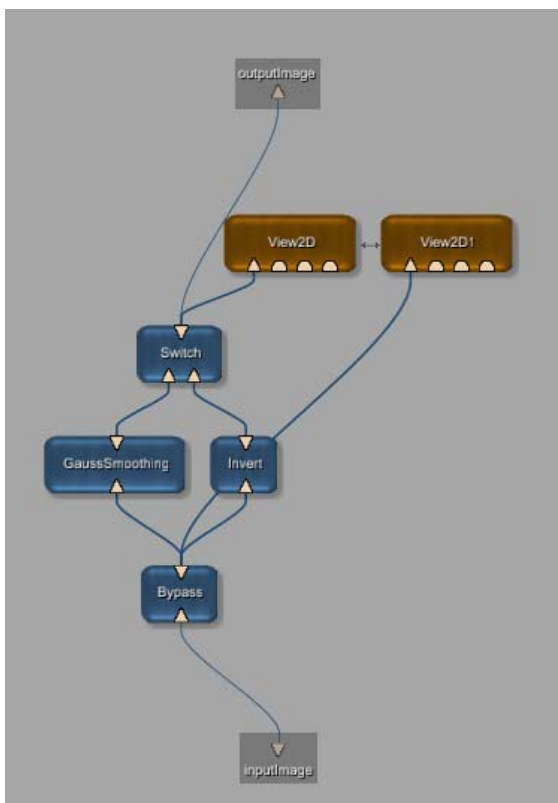 outputImage
View2D
View2D1
Switch
GaussSmoothing
Invert
Bypass
inputImage